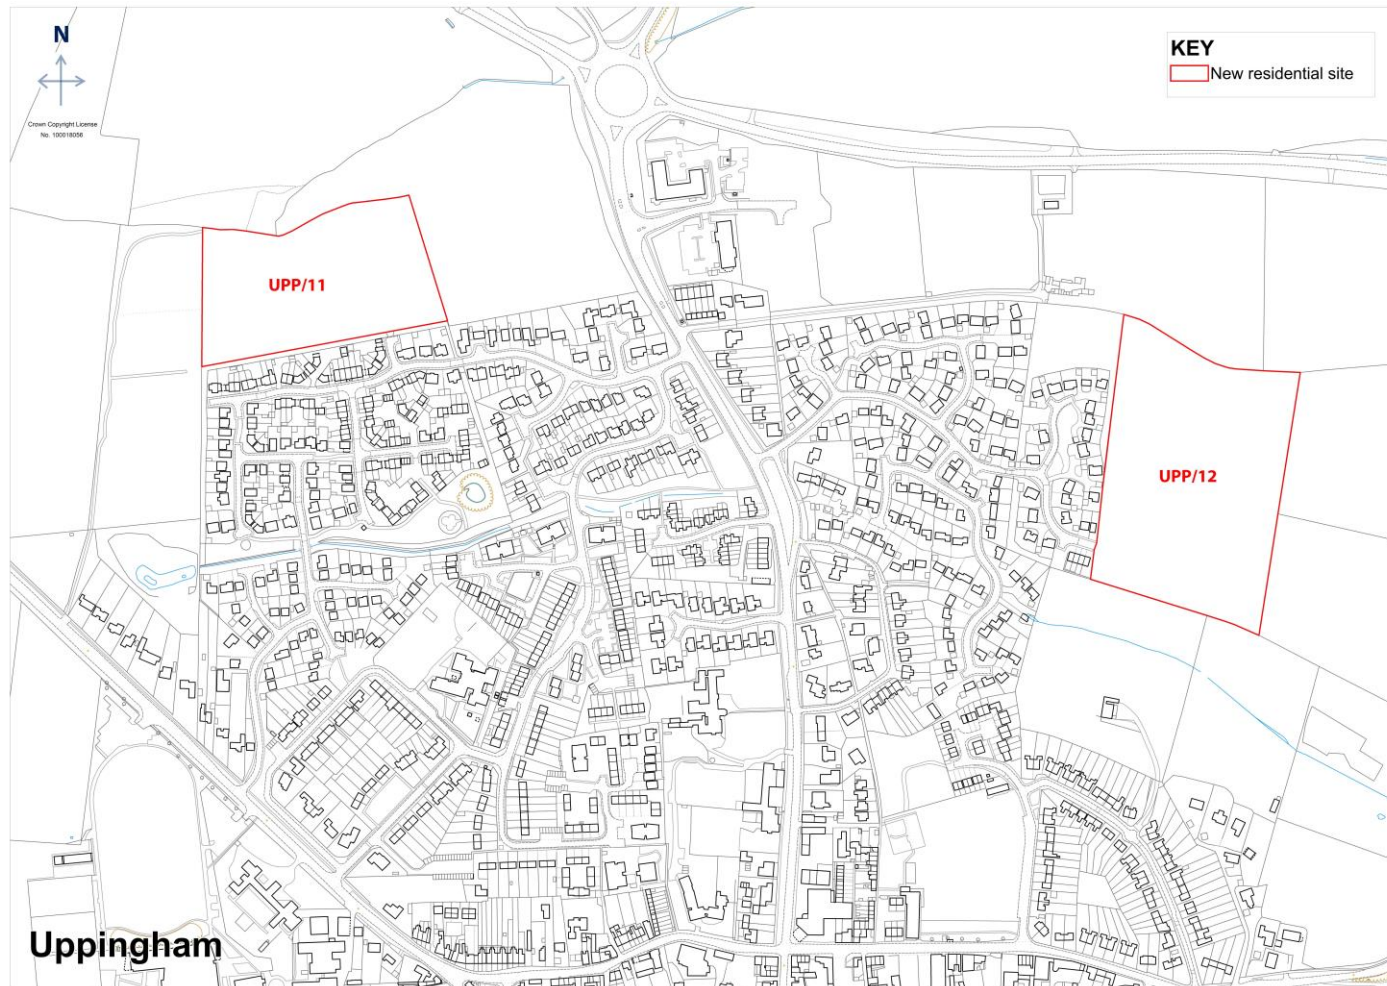 N
Crown Copyright License
No. 100018056
KEY
New residential site
UPP/11
UPP/12
Uppingham